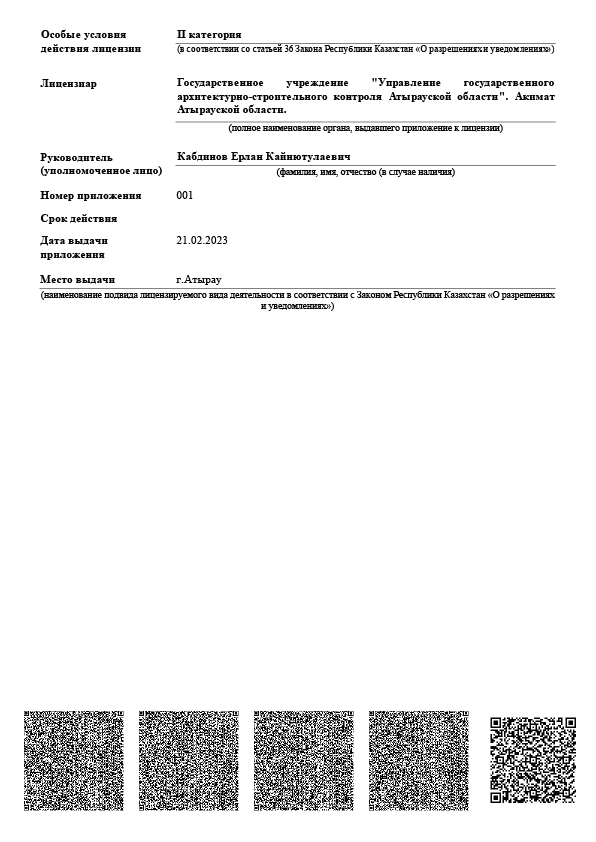 Особые условия
действия лицензии
II категория
(в соответствии со статьей 36 Закона Республики Казахстан «О разрешениях и уведомлениях»)
Лицензиар
Государственное учреждение "Управление государственного
архитектурно-строительного контроля Атырауской области". Акимат
Атырауской области.
(полное наименование органа, выдавшего приложение к лицензии)
Руководитель
(уполномоченное лицо)
Кабдинов Ерлан Кайнютулаевич
(фамилия, имя, отчество (в случае наличия)
Номер приложения 001
Срок действия
Дата выдачи
приложения
21.02.2023
Место выдачи г.Атырау
(наименование подвида лицензируемого вида деятельности в соответствии с Законом Республики Казахстан «О разрешениях
и уведомлениях»)